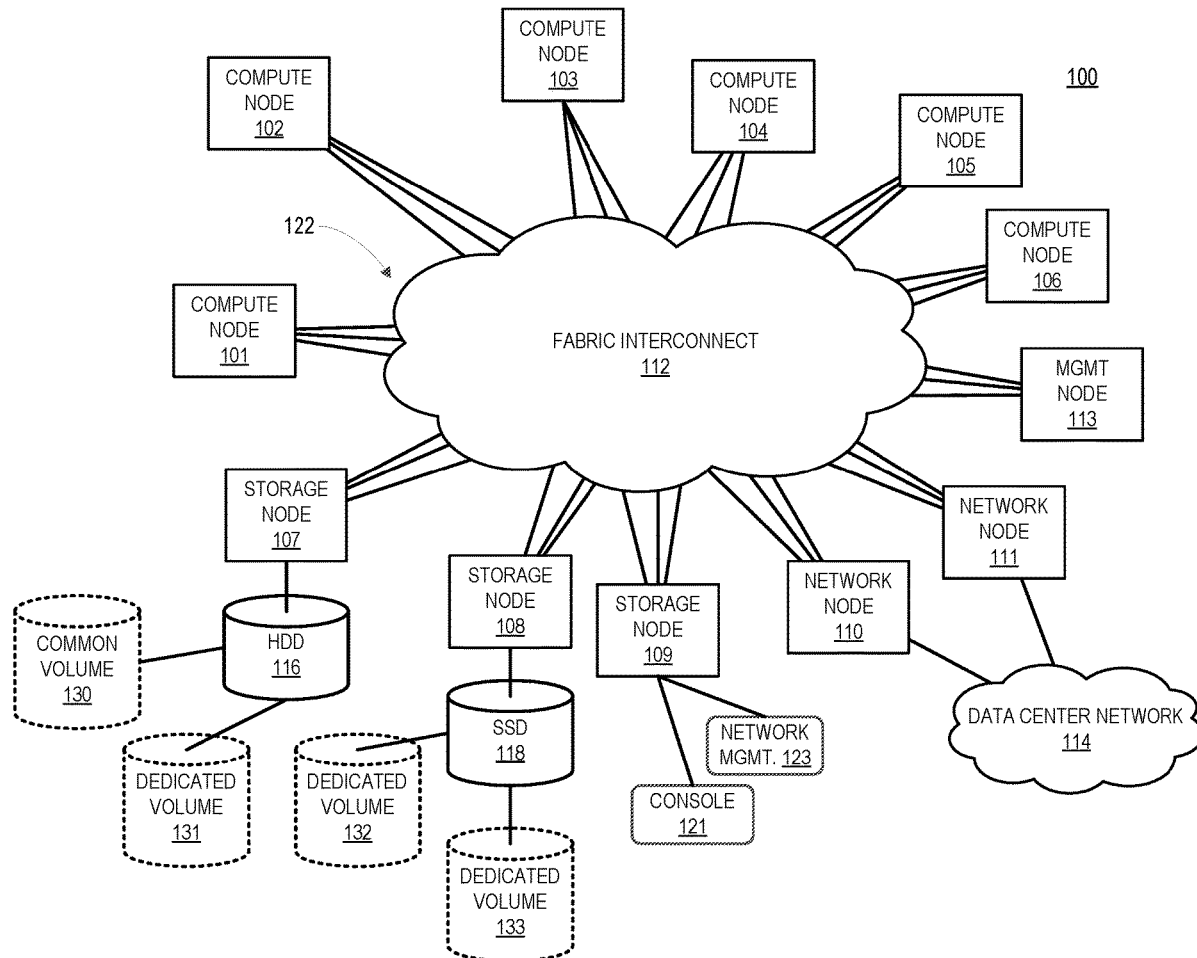 COMPUTE
NODE
103
100
COMPUTE
NODE
102
COMPUTE
NODE
104
COMPUTE
NODE
105
122
COMPUTE
NODE
106
COMPUTE
NODE
101
FABRIC INTERCONNECT
112
MGMT
NODE
113
STORAGE
NODE
107
NETWORK
NODE
111
STORAGE
NODE
108
NETWORK
NODE
110
STORAGE
NODE
109
COMMON
VOLUME
130
HDD
116
SSD
118
DATA CENTER NETWORK
114
NETWORK
MGMT. 123
DEDICATED
VOLUME
131
DEDICATED
VOLUME
132
CONSOLE
121
DEDICATED
VOLUME
133